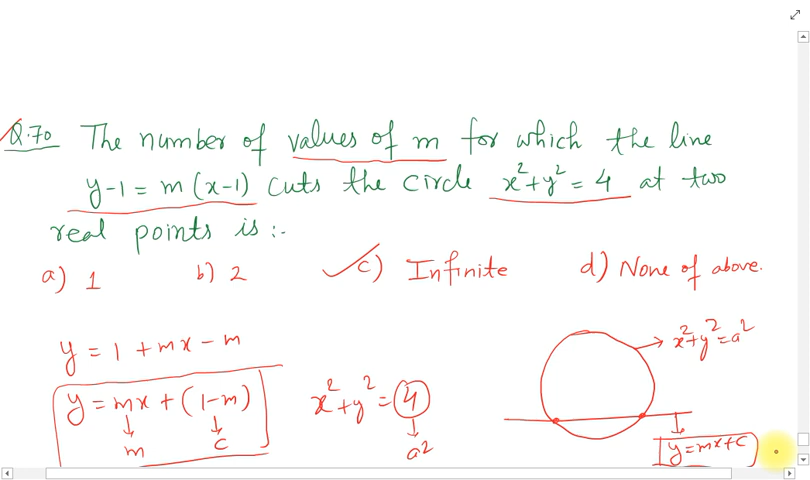 Q.70 The number of values of m for which the line
y-1 = m(x-1) cuts the circle x²+y² = 4 at two
real points is :-
a) 1 b) 2 c) Infinite d) None of above.
y = 1 + mx - m
x²+y² = a²
y = mx + (1-m)
x²+y² = 4
m c a² y = mx+c